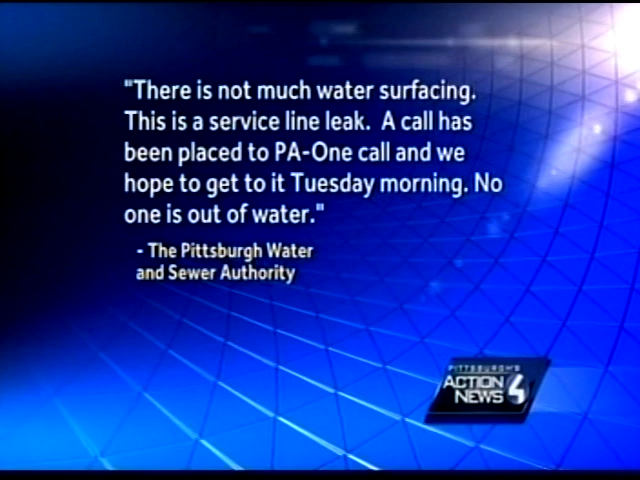 "There is not much water surfacing.
This is a service line leak. A call has
been placed to PA-One call and we
hope to get to it Tuesday morning. No
one is out of water."
- The Pittsburgh Water
and Sewer Authority
PITTSBURGH'S
ACTION
NEWS 4